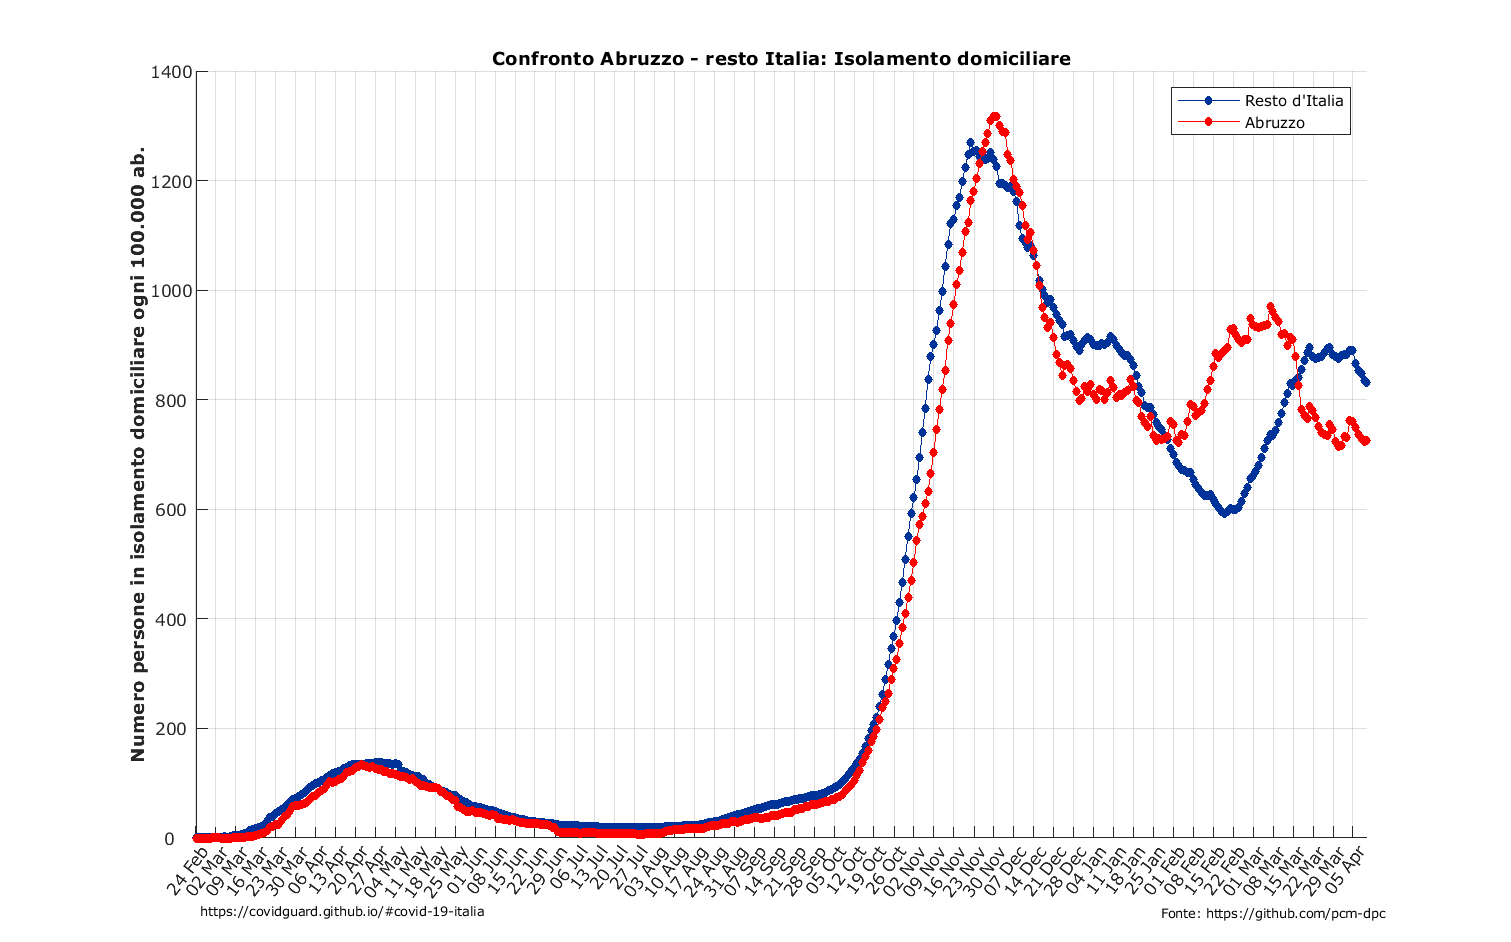 Confronto Abruzzo - resto Italia: Isolamento domiciliare
Numero persone in isolamento domiciliare ogni 100.000 ab.
1400
1200
1000
800
600
400
200
0
Resto d'Italia
Abruzzo
24 Feb
02 Mar
09 Mar
16 Mar
23 Mar
30 Mar
06 Apr
13 Apr
20 Apr
27 Apr
04 May
11 May
18 May
25 May
01 Jun
08 Jun
15 Jun
22 Jun
29 Jun
06 Jul
13 Jul
20 Jul
27 Jul
03 Aug
10 Aug
17 Aug
24 Aug
31 Aug
07 Sep
14 Sep
21 Sep
28 Sep
05 Oct
12 Oct
19 Oct
26 Oct
02 Nov
09 Nov
16 Nov
23 Nov
30 Nov
07 Dec
14 Dec
21 Dec
28 Dec
04 Jan
11 Jan
18 Jan
25 Jan
01 Feb
08 Feb
15 Feb
22 Feb
01 Mar
08 Mar
15 Mar
22 Mar
29 Mar
05 Apr
https://covidguard.github.io/#covid-19-italia
Fonte: https://github.com/pcm-dpc